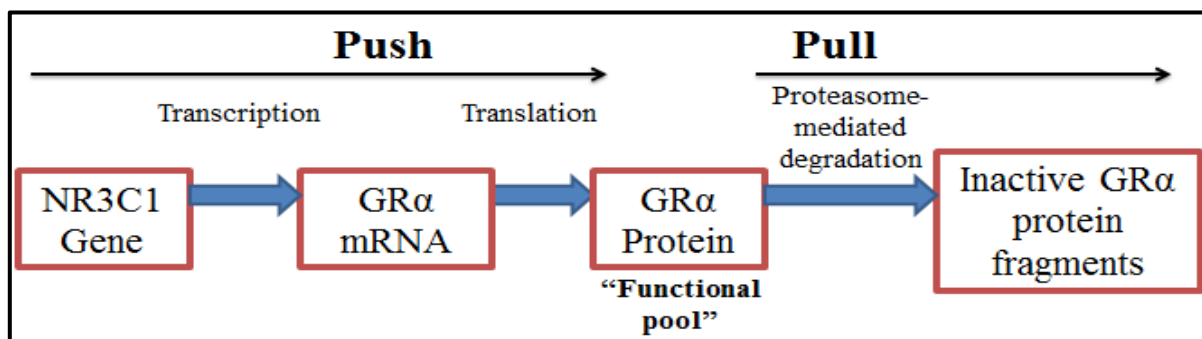 Push
Pull
Transcription
Translation
Proteasome-
mediated
degradation
NR3C1
Gene
GRα
mRNA
GRα
Protein
“Functional
pool”
Inactive GRα
protein
fragments